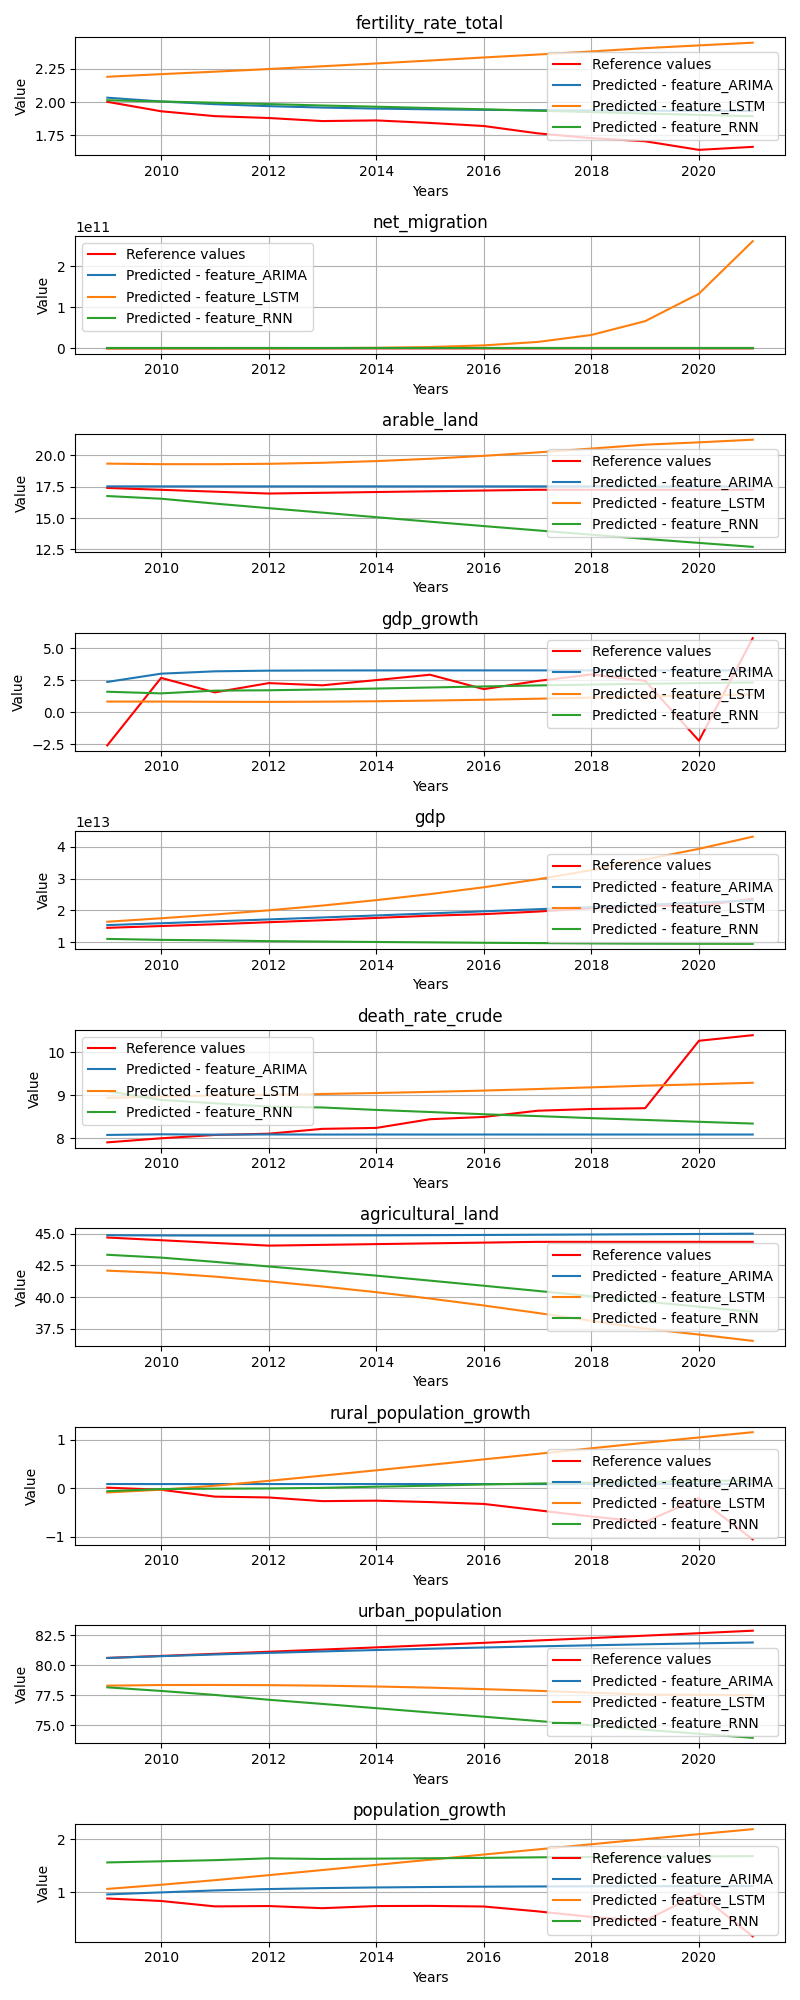 fertility_rate_total
2.25
2.00
1.75
Value
Reference values
Predicted - feature_ARIMA
Predicted - feature_LSTM
Predicted - feature_RNN
2010 2012 2014 2016 2018 2020
Years
net_migration
1e11
2
1
0
Value
Reference values
Predicted - feature_ARIMA
Predicted - feature_LSTM
Predicted - feature_RNN
2010 2012 2014 2016 2018 2020
Years
arable_land
20.0
17.5
15.0
12.5
Value
Reference values
Predicted - feature_ARIMA
Predicted - feature_LSTM
Predicted - feature_RNN
2010 2012 2014 2016 2018 2020
Years
gdp_growth
5.0
2.5
0.0
−2.5
Value
Reference values
Predicted - feature_ARIMA
Predicted - feature_LSTM
Predicted - feature_RNN
2010 2012 2014 2016 2018 2020
Years
gdp
1e13
4
3
2
1
Value
Reference values
Predicted - feature_ARIMA
Predicted - feature_LSTM
Predicted - feature_RNN
2010 2012 2014 2016 2018 2020
Years
death_rate_crude
10
9
8
Value
Reference values
Predicted - feature_ARIMA
Predicted - feature_LSTM
Predicted - feature_RNN
2010 2012 2014 2016 2018 2020
Years
agricultural_land
45.0
42.5
40.0
37.5
Value
Reference values
Predicted - feature_ARIMA
Predicted - feature_LSTM
Predicted - feature_RNN
2010 2012 2014 2016 2018 2020
Years
rural_population_growth
1
0
−1
Value
Reference values
Predicted - feature_ARIMA
Predicted - feature_LSTM
Predicted - feature_RNN
2010 2012 2014 2016 2018 2020
Years
urban_population
82.5
80.0
77.5
75.0
Value
Reference values
Predicted - feature_ARIMA
Predicted - feature_LSTM
Predicted - feature_RNN
2010 2012 2014 2016 2018 2020
Years
population_growth
2
1
Value
Reference values
Predicted - feature_ARIMA
Predicted - feature_LSTM
Predicted - feature_RNN
2010 2012 2014 2016 2018 2020
Years